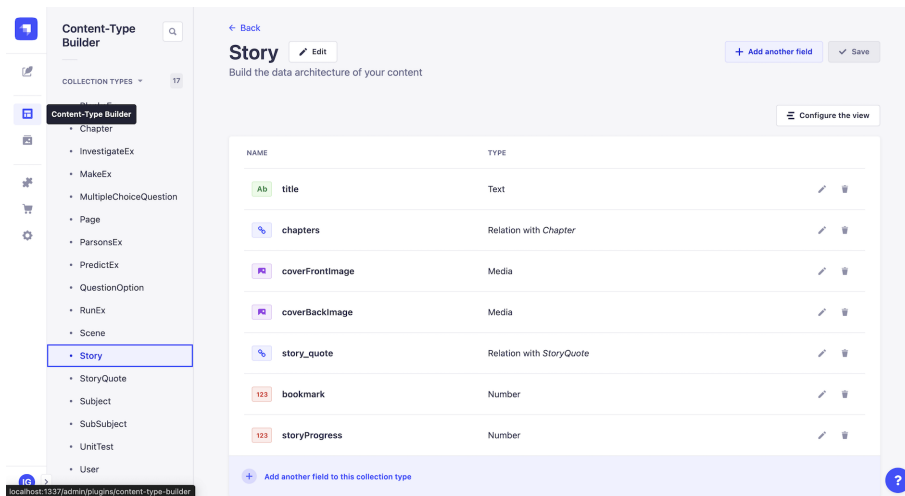 Content-Type
Builder
COLLECTION TYPES
17
Content-Type Builder
Chapter
InvestigateEx
MakeEx
MultipleChoiceQuestion
Page
ParsonsEx
PredictEx
QuestionOption
RunEx
Scene
Story
StoryQuote
Subject
SubSubject
UnitTest
User
IG
localhost:1337/admin/plugins/content-type-builder
Back
Story
Edit
Add another field
Save
Build the data architecture of your content
Configure the view
NAME TYPE
Ab title Text
chapters Relation with Chapter
coverFrontImage Media
coverBackImage Media
story_quote Relation with StoryQuote
123 bookmark Number
123 storyProgress Number
Add another field to this collection type
?